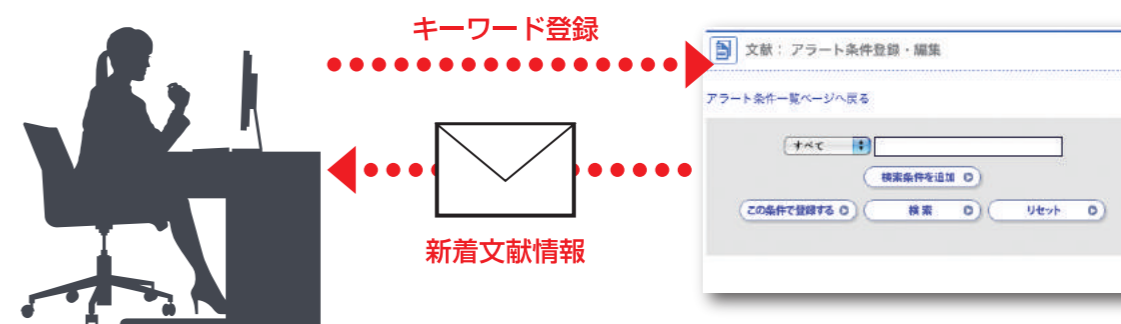 キーワード登録
文献： アラート条件登録・編集
アラート条件一覧ページへ戻る
すべて
検索条件を追加
この条件で登録する
検索
リセット
新着文献情報